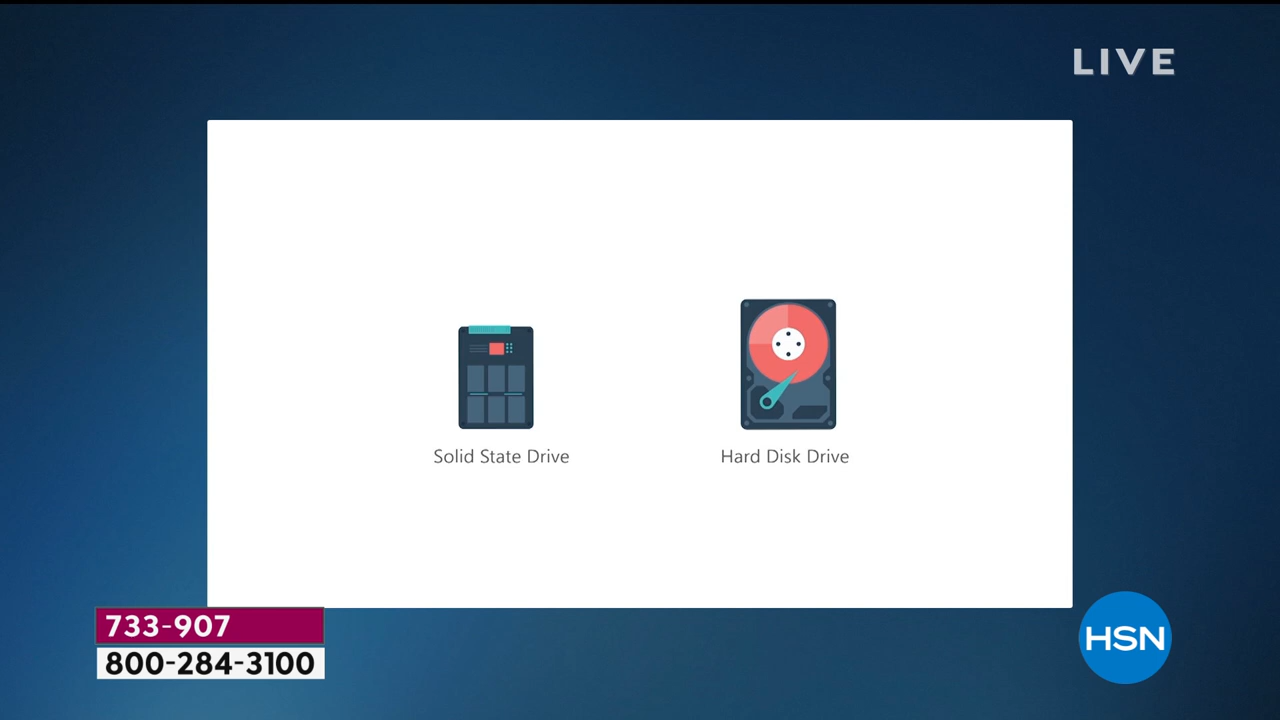 LIVE
Solid State Drive
Hard Disk Drive
733-907
800-284-3100
HSN